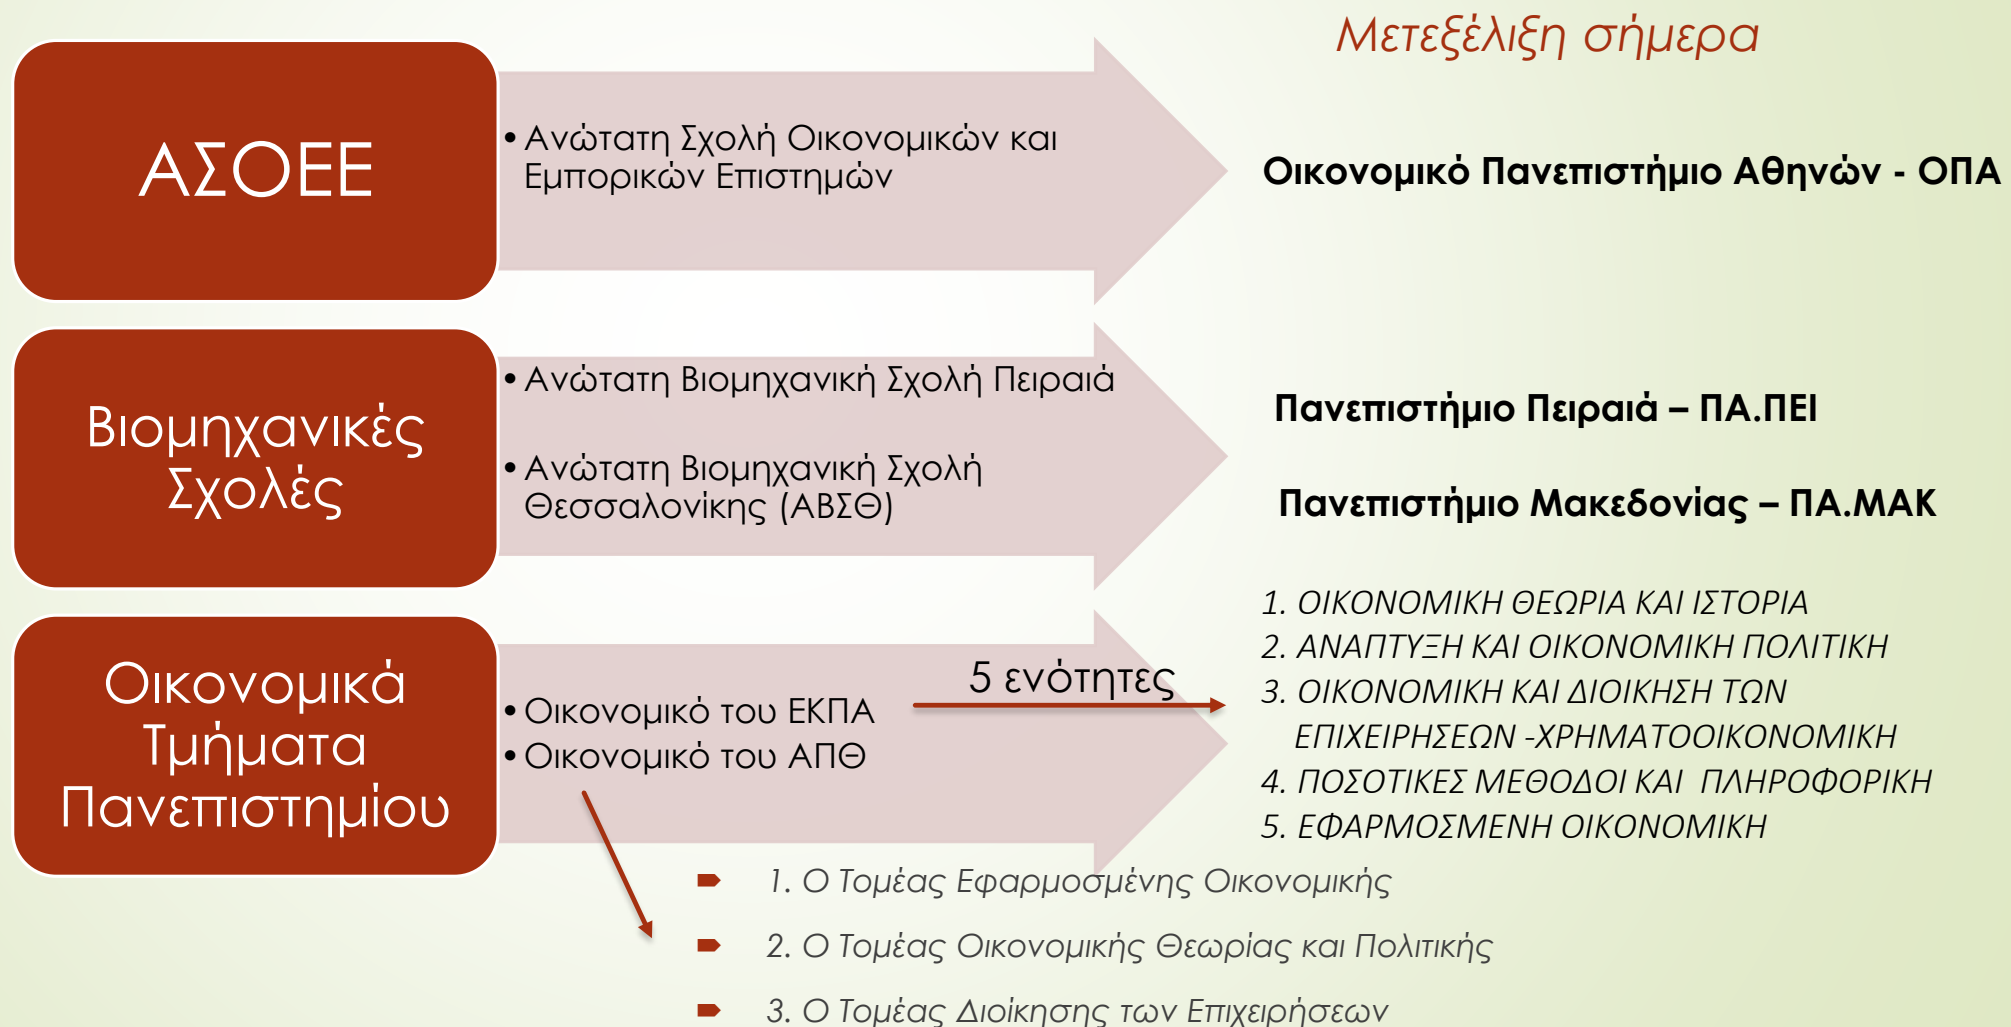 Μετεξέλιξη σήμερα
ΑΣΟΕΕ
• Ανώτατη Σχολή Οικονομικών και
Εμπορικών Επιστημών
Οικονομικό Πανεπιστήμιο Αθηνών - ΟΠΑ
Βιομηχανικές
Σχολές
• Ανώτατη Βιομηχανική Σχολή Πειραιά
• Ανώτατη Βιομηχανική Σχολή
Θεσσαλονίκης (ΑΒΣΘ)
Πανεπιστήμιο Πειραιά – ΠΑ.ΠΕΙ
Πανεπιστήμιο Μακεδονίας – ΠΑ.ΜΑΚ
Οικονομικά
Τμήματα
Πανεπιστημίου
• Οικονομικό του ΕΚΠΑ
• Οικονομικό του ΑΠΘ
5 ενότητες
1. ΟΙΚΟΝΟΜΙΚΗ ΘΕΩΡΙΑ ΚΑΙ ΙΣΤΟΡΙΑ
2. ΑΝΑΠΤΥΞΗ ΚΑΙ ΟΙΚΟΝΟΜΙΚΗ ΠΟΛΙΤΙΚΗ
3. ΟΙΚΟΝΟΜΙΚΗ ΚΑΙ ΔΙΟΙΚΗΣΗ ΤΩΝ
ΕΠΙΧΕΙΡΗΣΕΩΝ -ΧΡΗΜΑΤΟΟΙΚΟΝΟΜΙΚΗ
4. ΠΟΣΟΤΙΚΕΣ ΜΕΘΟΔΟΙ ΚΑΙ ΠΛΗΡΟΦΟΡΙΚΗ
5. ΕΦΑΡΜΟΣΜΕΝΗ ΟΙΚΟΝΟΜΙΚΗ
1. Ο Τομέας Εφαρμοσμένης Οικονομικής
2. Ο Τομέας Οικονομικής Θεωρίας και Πολιτικής
3. Ο Τομέας Διοίκησης των Επιχειρήσεων